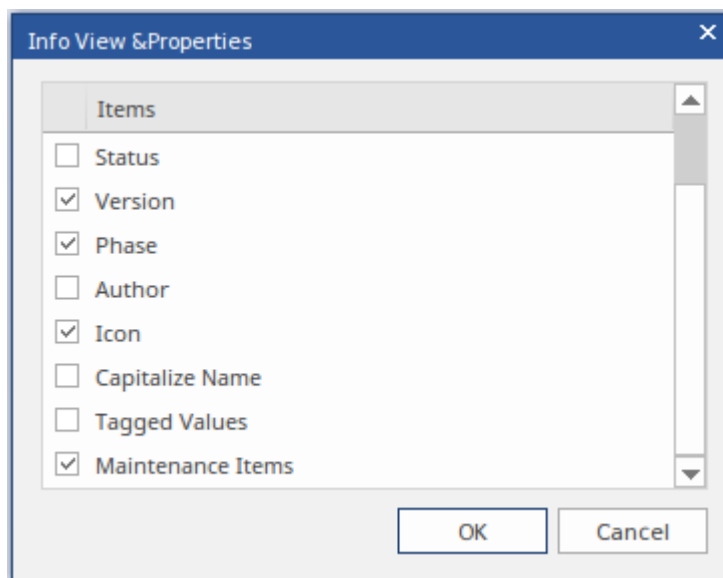 Info View &Properties
Items
Status
Version
Phase
Author
Icon
Capitalize Name
Tagged Values
Maintenance Items
OK
Cancel